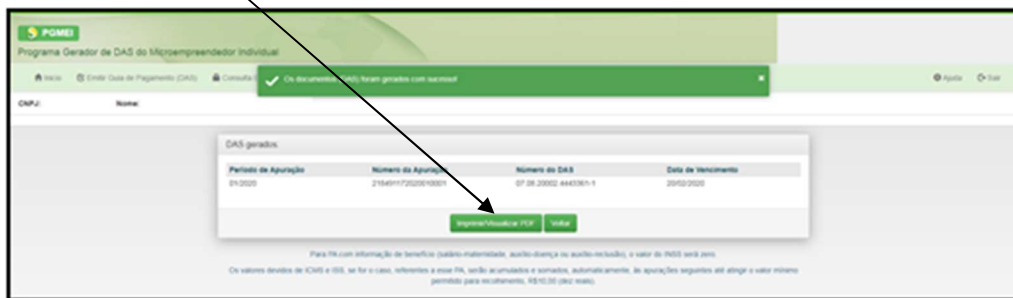 PGMEI
Programa Gerador de DAS do Microempreendedor Individual
Início Emitir Guia de Pagamento (DAS) Consulta Ajuda Sair
Os documentos (DAS) foram gerados com sucesso!
CNPJ: Nome:
DAS gerados
Período de Apuração Número da Apuração Número do DAS Data de Vencimento
01/2020 20/02/2020
Imprimir/Visualizar PDF Voltar
Para PA com informação de benefício (salário-maternidade, auxílio-doença ou auxílio-reclusão), o valor do INSS será zero.
Os valores devidos de ICMS e ISS, se for o caso, referentes a esse PA, serão acumulados e somados, automaticamente, às apurações seguintes até atingir o valor mínimo
permitido para recolhimento, R$10,00 (dez reais).